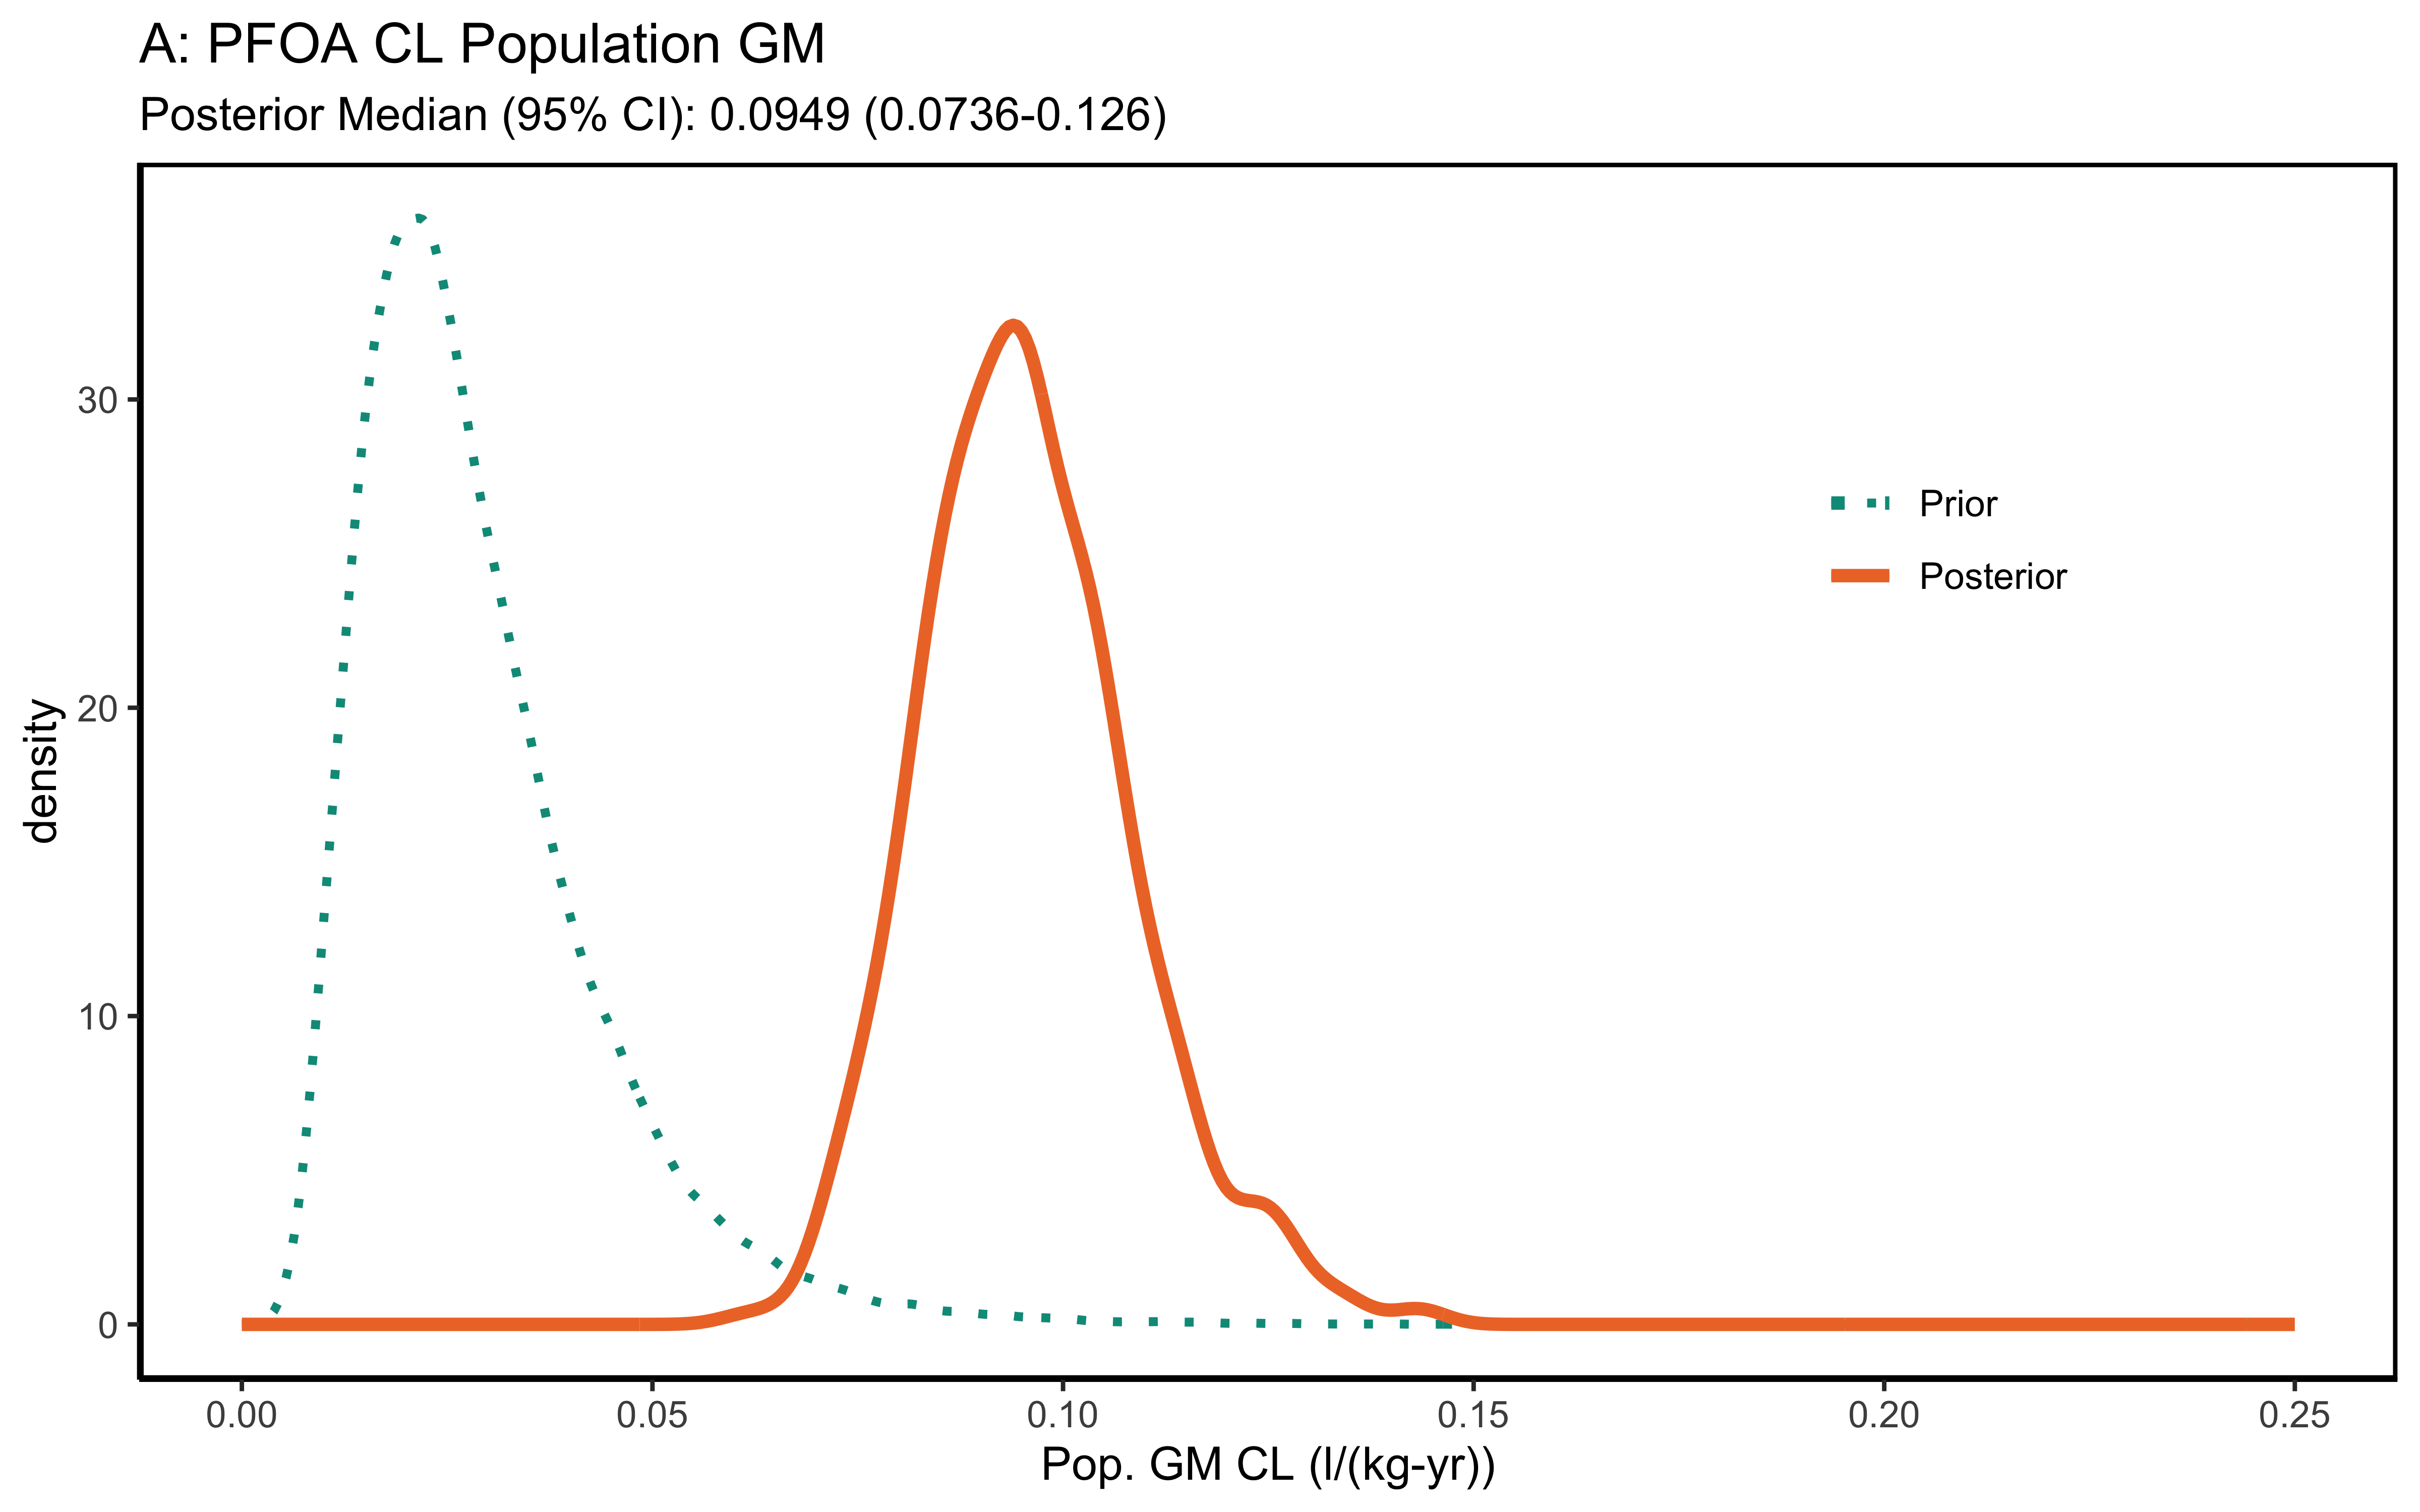 A: PFOA CL Population GM
Posterior Median (95% CI): 0.0949 (0.0736-0.126)
density
30
20
10
0
Prior
Posterior
0.00 0.05 0.10 0.15 0.20 0.25
Pop. GM CL (l/(kg-yr))